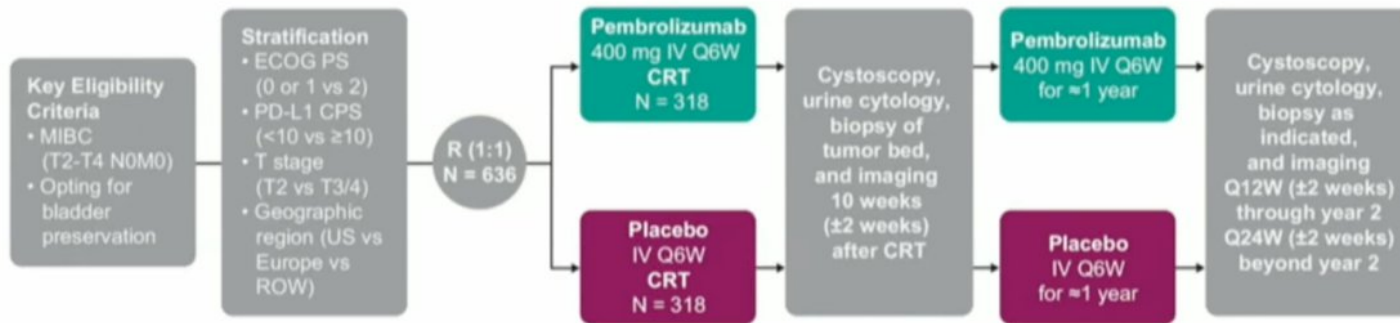 Key Eligibility
Criteria
• MIBC
(T2-T4 N0M0)
• Opting for
bladder
preservation
Stratification
• ECOG PS
(0 or 1 vs 2)
• PD-L1 CPS
(<10 vs ≥10)
• T stage
(T2 vs T3/4)
• Geographic
region (US vs
Europe vs
ROW)
R (1:1)
N = 636
Pembrolizumab
400 mg IV Q6W
CRT
N = 318
Placebo
IV Q6W
CRT
N = 318
Cystoscopy,
urine cytology,
biopsy of
tumor bed,
and imaging
10 weeks
(±2 weeks)
after CRT
Pembrolizumab
400 mg IV Q6W
for ≈1 year
Placebo
IV Q6W
for ≈1 year
Cystoscopy,
urine cytology,
biopsy as
indicated,
and imaging
Q12W (±2 weeks)
through year 2
Q24W (±2 weeks)
beyond year 2